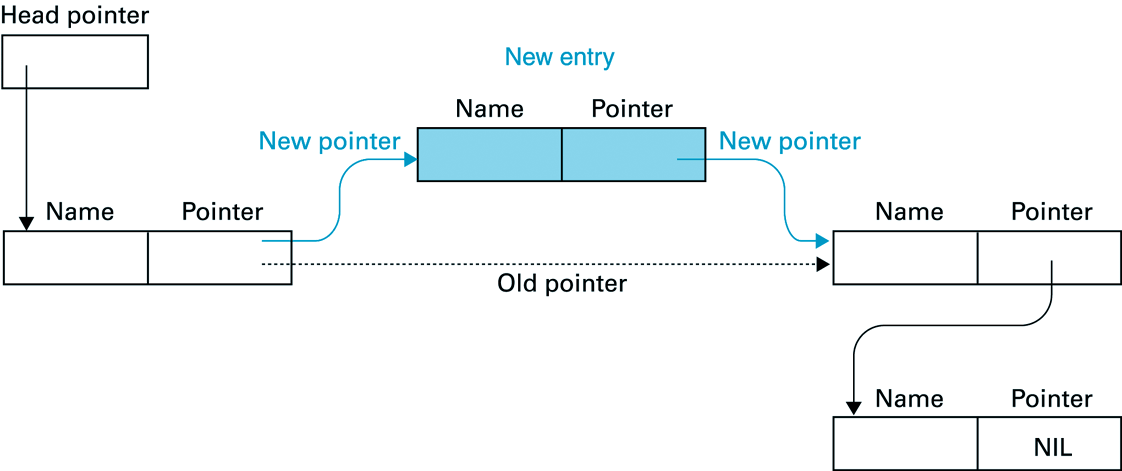 Head pointer
New entry
Name Pointer
New pointer
New pointer
Name Pointer
Name Pointer
Old pointer
Name Pointer
NIL